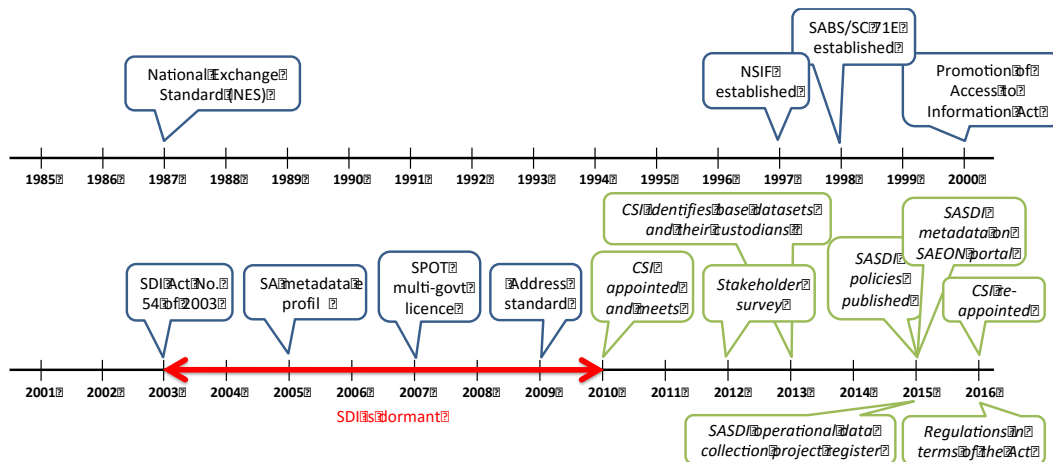 National Exchange
Standard (NES)
NSIF
established
SABS/SC 71E
established
Promotion of
Access to
Information Act
1985 1986 1987 1988 1989 1990 1991 1992 1993 1994 1995 1996 1997 1998 1999 2000
SDI Act No.
54 of 2003
SA metadata e
profil
SPOT
multi-govt
licence
Address
standard
CSI
appointed
and meets
CSI identifies base datasets
and their custodians
Stakeholder
survey
SASDI
policies
published
SASDI
metadata on
SAEON portal
CSI re-
appointed
2001 2002 2003 2004 2005 2006 2007 2008 2009 2010 2011 2012 2013 2014 2015 2016
SDI is dormant
SASDI operational data
collection project register
Regulations in
terms of the Act